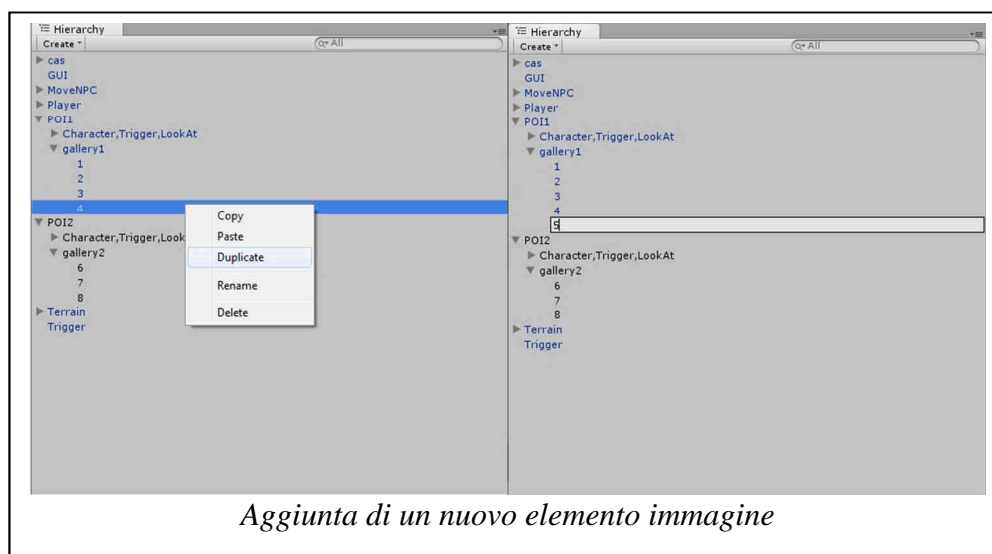 Hierarchy
Create
All
cas
GUI
MoveNPC
Player
POI1
Character,Trigger,LookAt
gallery1
1
2
3
4
POI2
Character,Trigger,Look
gallery2
6
7
8
Terrain
Trigger
Copy
Paste
Duplicate
Rename
Delete
Hierarchy
Create
All
cas
GUI
MoveNPC
Player
POI1
Character,Trigger,LookAt
gallery1
1
2
3
4
5
POI2
Character,Trigger,LookAt
gallery2
6
7
8
Terrain
Trigger
Aggiunta di un nuovo elemento immagine